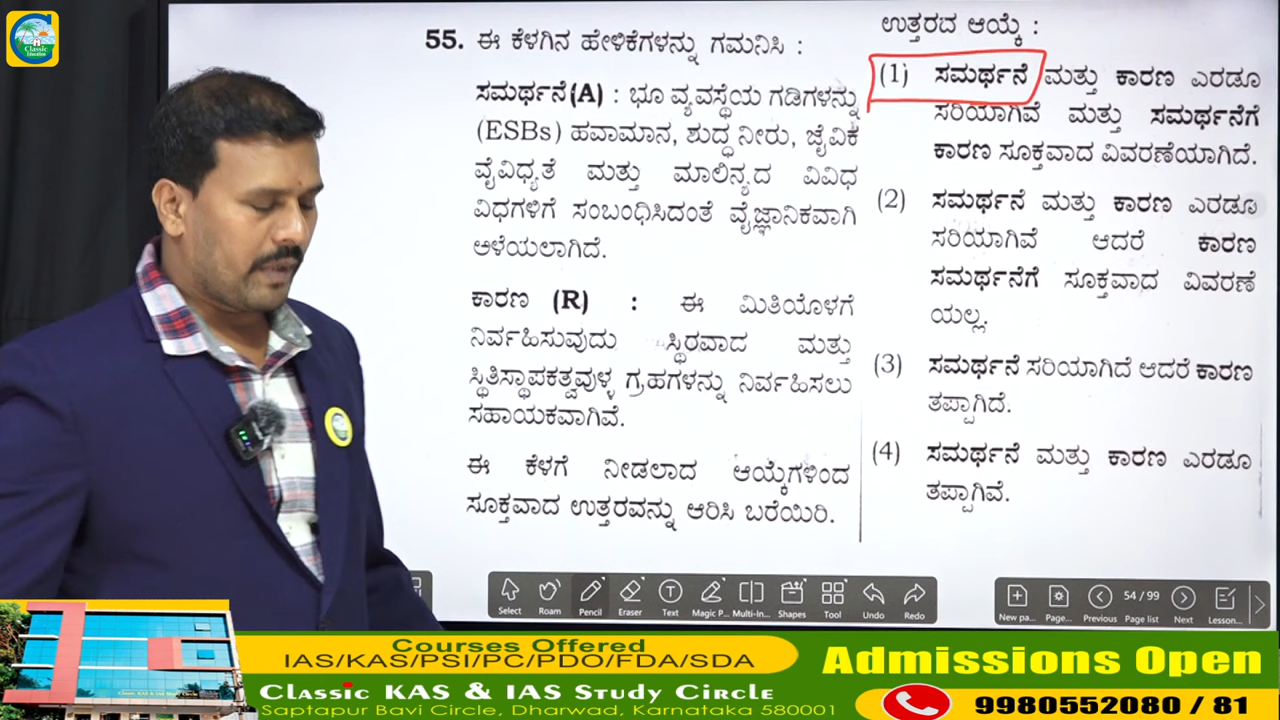 Classic
Education
55. ಈ ಕೆಳಗಿನ ಹೇಳಿಕೆಗಳನ್ನು ಗಮನಿಸಿ :
ಸಮರ್ಥನೆ (A) : ಭೂ ವ್ಯವಸ್ಥೆಯ ಗಡಿಗಳನ್ನು
(ESBs) ಹವಾಮಾನ, ಶುದ್ಧ ನೀರು, ಜೈವಿಕ
ವೈವಿಧ್ಯತೆ ಮತ್ತು ಮಾಲಿನ್ಯದ ವಿವಿಧ
ವಿಧಗಳಿಗೆ ಸಂಬಂಧಿಸಿದಂತೆ ವೈಜ್ಞಾನಿಕವಾಗಿ
ಅಳೆಯಲಾಗಿದೆ.
ಕಾರಣ (R) : ಈ ಮಿತಿಯೊಳಗೆ
ನಿರ್ವಹಿಸುವುದು ಸ್ಥಿರವಾದ ಮತ್ತು
ಸ್ಥಿತಿಸ್ಥಾಪಕತ್ವವುಳ್ಳ ಗ್ರಹಗಳನ್ನು ನಿರ್ವಹಿಸಲು
ಸಹಾಯಕವಾಗಿವೆ.
ಈ ಕೆಳಗೆ ನೀಡಲಾದ ಆಯ್ಕೆಗಳಿಂದ
ಸೂಕ್ತವಾದ ಉತ್ತರವನ್ನು ಆರಿಸಿ ಬರೆಯಿರಿ.
ಉತ್ತರದ ಆಯ್ಕೆ :
(1) ಸಮರ್ಥನೆ ಮತ್ತು ಕಾರಣ ಎರಡೂ
ಸರಿಯಾಗಿವೆ ಮತ್ತು ಸಮರ್ಥನೆಗೆ
ಕಾರಣ ಸೂಕ್ತವಾದ ವಿವರಣೆಯಾಗಿದೆ.
(2) ಸಮರ್ಥನೆ ಮತ್ತು ಕಾರಣ ಎರಡೂ
ಸರಿಯಾಗಿವೆ ಆದರೆ ಕಾರಣ
ಸಮರ್ಥನೆಗೆ ಸೂಕ್ತವಾದ ವಿವರಣೆ
ಯಲ್ಲ.
(3) ಸಮರ್ಥನೆ ಸರಿಯಾಗಿದೆ ಆದರೆ ಕಾರಣ
ತಪ್ಪಾಗಿದೆ.
(4) ಸಮರ್ಥನೆ ಮತ್ತು ಕಾರಣ ಎರಡೂ
ತಪ್ಪಾಗಿವೆ.
Select Roam Pencil Eraser Text Magic P... Multi-In... Shapes Tool Undo Redo
54 / 99
New pa... Page... Previous Page list Next Lesson...
Courses Offered
IAS/KAS/PSI/PC/PDO/FDA/SDA
Classic KAS & IAS Study Circle
Saptapur Bavi Circle, Dharwad, Karnataka 580001
Admissions Open
9980552080 / 81